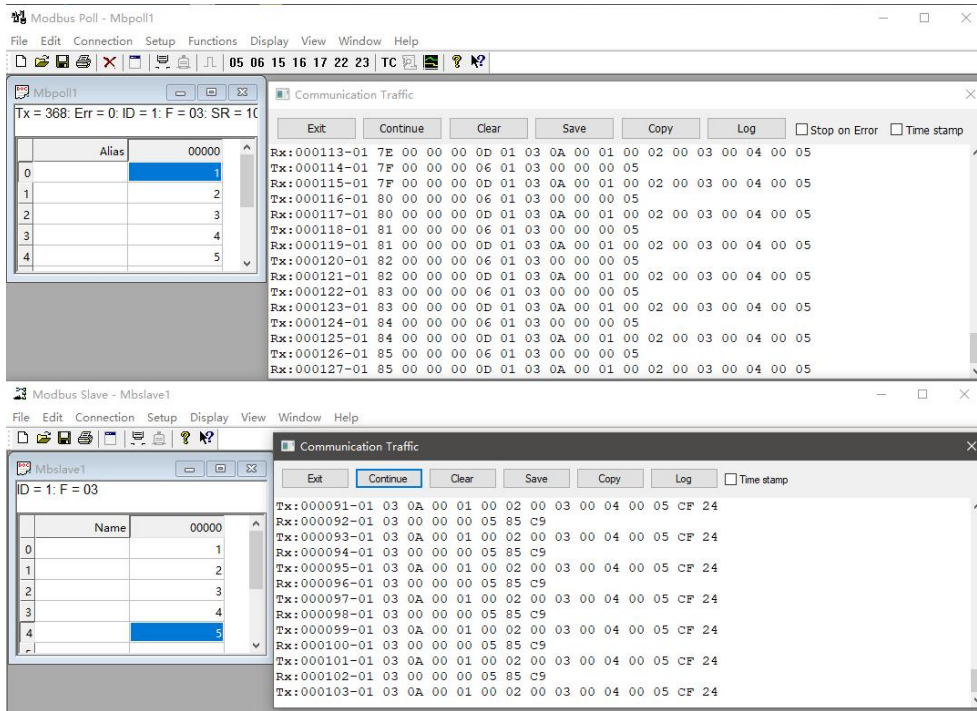 Modbus Poll - Mbpoll1
File Edit Connection Setup Functions Display View Window Help
05 06 15 16 17 22 23 TC
Mbpoll1
Tx = 368: Err = 0: ID = 1: F = 03: SR = 10
Alias 00000
0 1
1 2
2 3
3 4
4 5
Communication Traffic
Exit Continue Clear Save Copy Log Stop on Error Time stamp
Rx:000113-01 7E 00 00 00 0D 01 03 0A 00 01 00 02 00 03 00 04 00 05
Tx:000114-01 7F 00 00 00 06 01 03 00 00 00 05
Rx:000115-01 7F 00 00 00 0D 01 03 0A 00 01 00 02 00 03 00 04 00 05
Tx:000116-01 80 00 00 00 06 01 03 00 00 00 05
Rx:000117-01 80 00 00 00 0D 01 03 0A 00 01 00 02 00 03 00 04 00 05
Tx:000118-01 81 00 00 00 06 01 03 00 00 00 05
Rx:000119-01 81 00 00 00 0D 01 03 0A 00 01 00 02 00 03 00 04 00 05
Tx:000120-01 82 00 00 00 06 01 03 00 00 00 05
Rx:000121-01 82 00 00 00 0D 01 03 0A 00 01 00 02 00 03 00 04 00 05
Tx:000122-01 83 00 00 00 06 01 03 00 00 00 05
Rx:000123-01 83 00 00 00 0D 01 03 0A 00 01 00 02 00 03 00 04 00 05
Tx:000124-01 84 00 00 00 06 01 03 00 00 00 05
Rx:000125-01 84 00 00 00 0D 01 03 0A 00 01 00 02 00 03 00 04 00 05
Tx:000126-01 85 00 00 00 06 01 03 00 00 00 05
Rx:000127-01 85 00 00 00 0D 01 03 0A 00 01 00 02 00 03 00 04 00 05
Modbus Slave - Mbslave1
File Edit Connection Setup Display View Window Help
Mbslave1
ID = 1: F = 03
Name 00000
0 1
1 2
2 3
3 4
4 5
Communication Traffic
Exit Continue Clear Save Copy Log Time stamp
Tx:000091-01 03 0A 00 01 00 02 00 03 00 04 00 05 CF 24
Rx:000092-01 03 00 00 00 05 85 C9
Tx:000093-01 03 0A 00 01 00 02 00 03 00 04 00 05 CF 24
Rx:000094-01 03 00 00 00 05 85 C9
Tx:000095-01 03 0A 00 01 00 02 00 03 00 04 00 05 CF 24
Rx:000096-01 03 00 00 00 05 85 C9
Tx:000097-01 03 0A 00 01 00 02 00 03 00 04 00 05 CF 24
Rx:000098-01 03 00 00 00 05 85 C9
Tx:000099-01 03 0A 00 01 00 02 00 03 00 04 00 05 CF 24
Rx:000100-01 03 00 00 00 05 85 C9
Tx:000101-01 03 0A 00 01 00 02 00 03 00 04 00 05 CF 24
Rx:000102-01 03 00 00 00 05 85 C9
Tx:000103-01 03 0A 00 01 00 02 00 03 00 04 00 05 CF 24